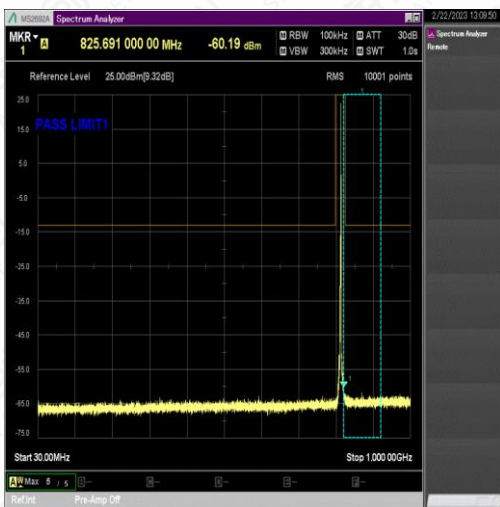 MS2692A Spectrum Analyzer
2/22/2023 13:09:50
MKR 1 A 825.691 000 00 MHz -60.19 dBm
RBW 100kHz ATT 30dB
VBW 300kHz SWT 1.0s
Spectrum Analyzer
Remote
Reference Level 25.00dBm[9.32dB] RMS 10001 points
25.0
1
PASS LIMIT1
15.0
5.0
-5.0
-15.0
-25.0
-35.0
-45.0
-55.0
1
-65.0
-75.0
Start 30.00MHz Stop 1.000 00GHz
A W Max 5 / 5
Ref.Int Pre-Amp Off